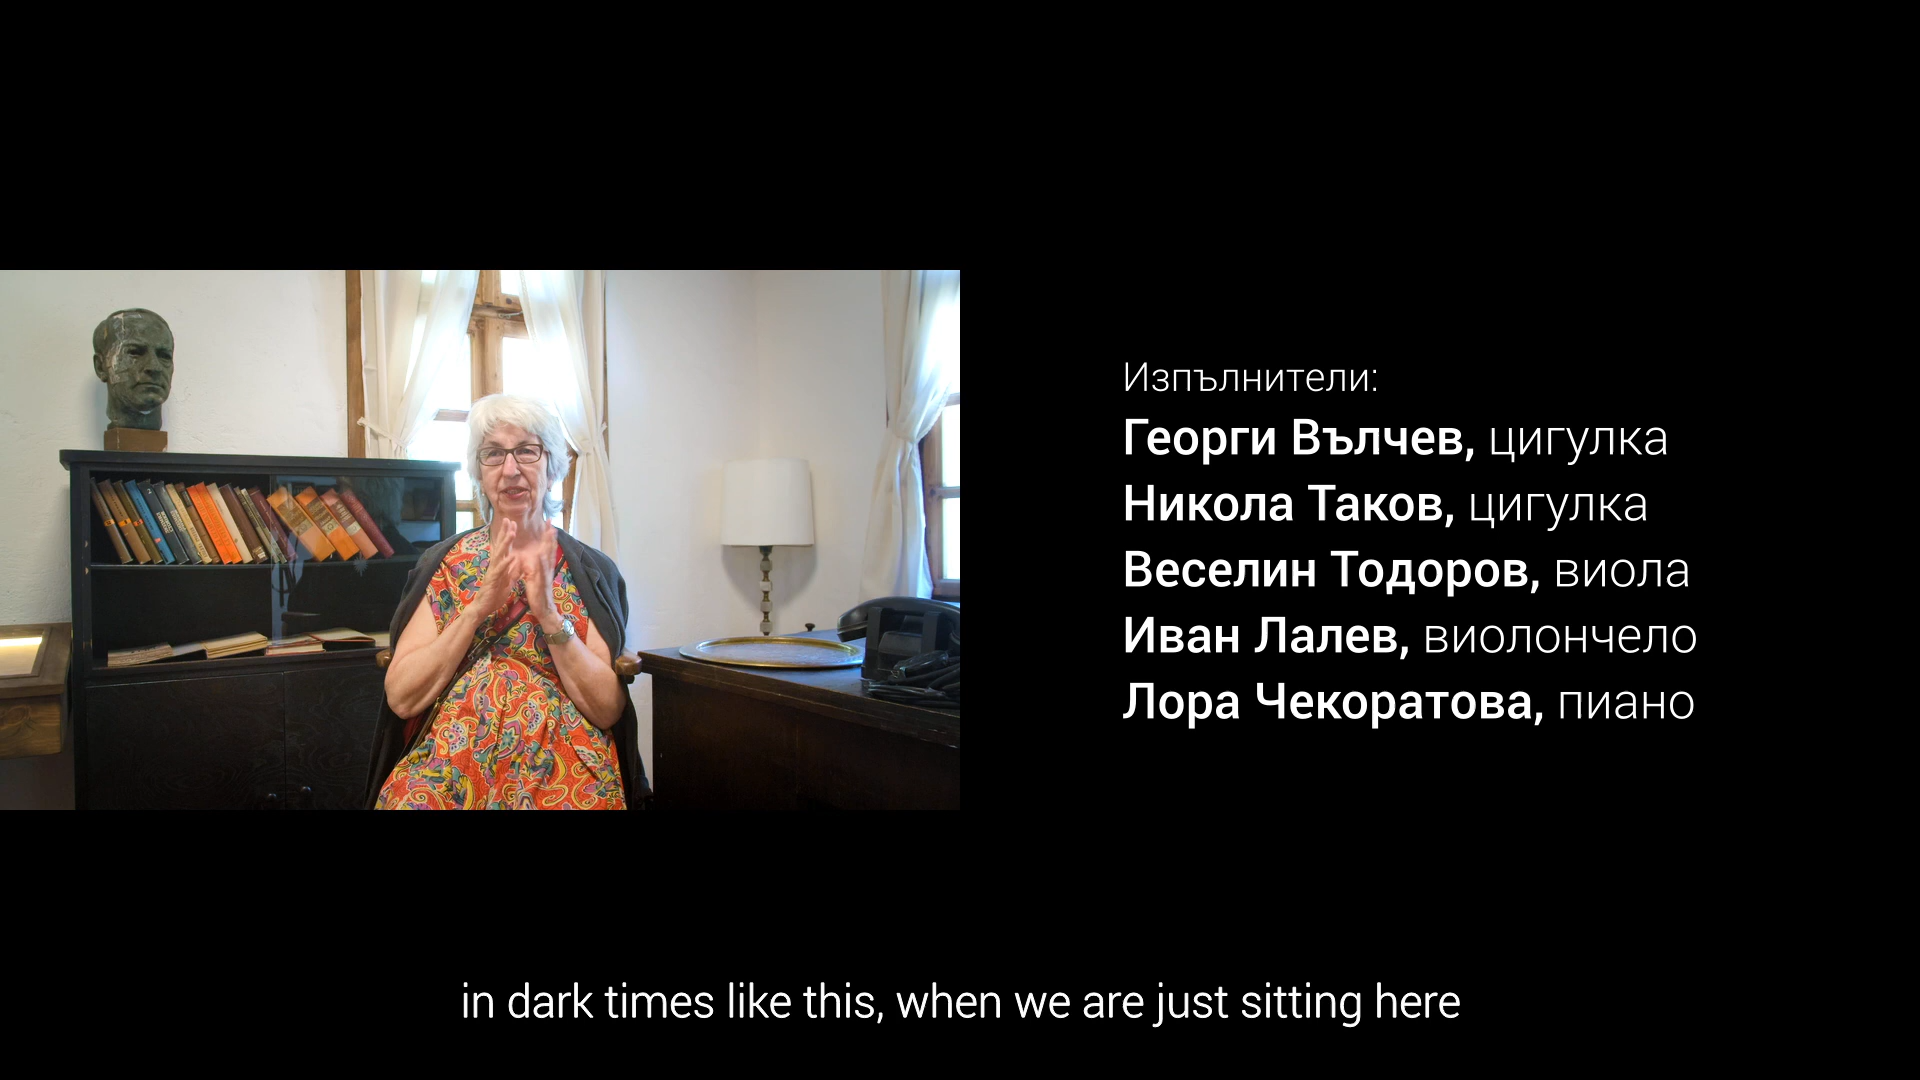 Изпълнители:
Георги Вълчев, цигулка
Никола Таков, цигулка
Веселин Тодоров, виола
Иван Лалев, виолончело
Лора Чекоратова, пиано
in dark times like this, when we are just sitting here